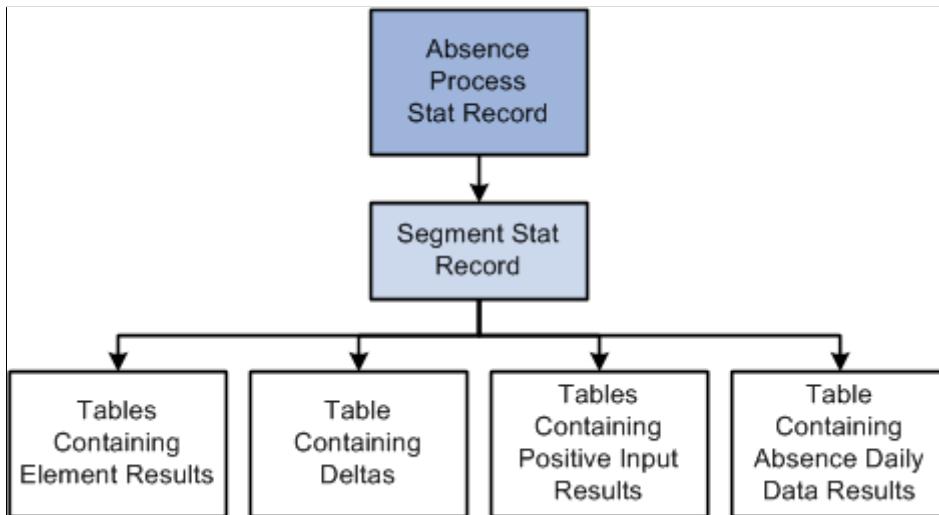 Absence
Process
Stat Record
Segment Stat
Record
Tables
Containing
Element Results
Table
Containing
Deltas
Tables
Containing
Positive Input
Results
Table
Containing
Absence Daily
Data Results